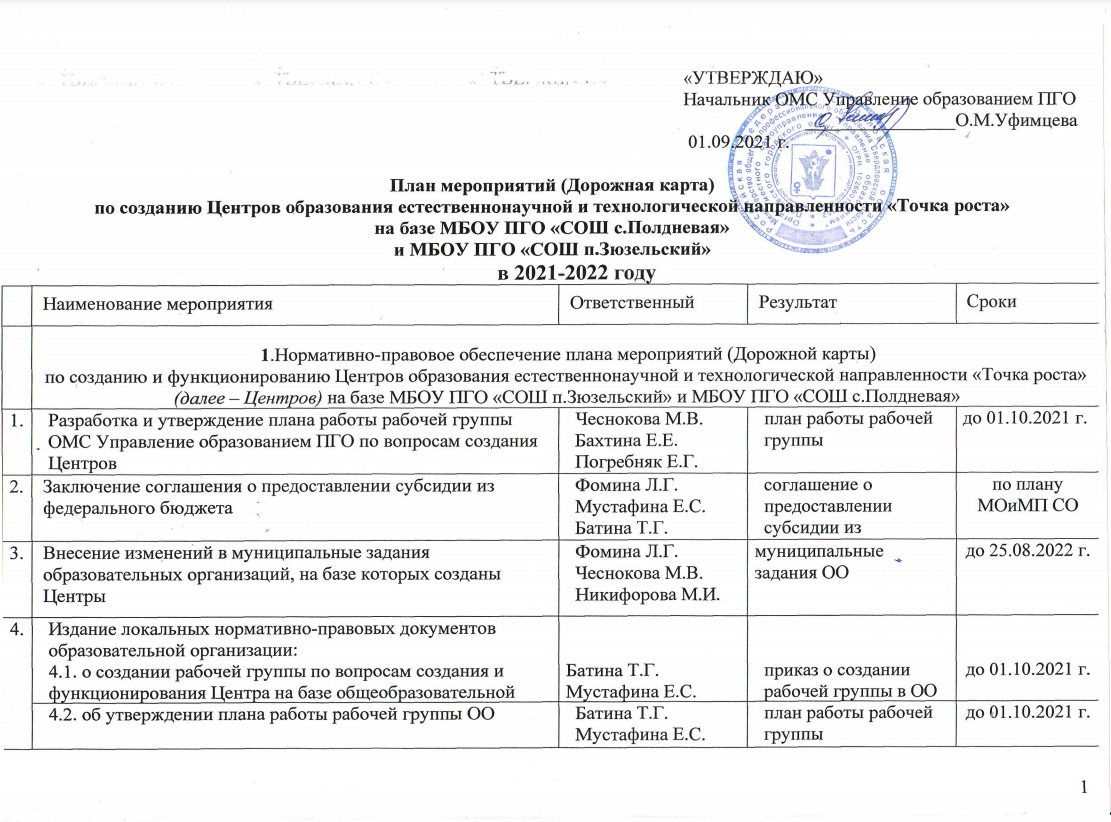 «УТВЕРЖДАЮ»
Начальник ОМС Управление образованием ПГО
________________О.М.Уфимцева
01.09.2021 г.
План мероприятий (Дорожная карта)
по созданию Центров образования естественнонаучной и технологической направленности «Точка роста»
на базе МБОУ ПГО «СОШ с.Полдневая»
и МБОУ ПГО «СОШ п.Зюзельский»
в 2021-2022 году
Наименование мероприятия
Ответственный
Результат
Сроки
1.Нормативно-правовое обеспечение плана мероприятий (Дорожной карты)
по созданию и функционированию Центров образования естественнонаучной и технологической направленности «Точка роста»
(далее – Центров) на базе МБОУ ПГО «СОШ п.Зюзельский» и МБОУ ПГО «СОШ с.Полдневая»
1.
Разработка и утверждение плана работы рабочей группы
ОМС Управление образованием ПГО по вопросам создания
Центров
Чеснокова М.В.
Бахтина Е.Е.
Погребняк Е.Г.
план работы рабочей
группы
до 01.10.2021 г.
2.
Заключение соглашения о предоставлении субсидии из
федерального бюджета
Фомина Л.Г.
Мустафина Е.С.
Батина Т.Г.
соглашение о
предоставлении
субсидии из
по плану
МОиМП СО
3.
Внесение изменений в муниципальные задания
образовательных организаций, на базе которых созданы
Центры
Фомина Л.Г.
Чеснокова М.В.
Никифорова М.И.
муниципальные
задания ОО
до 25.08.2022 г.
4.
Издание локальных нормативно-правовых документов
образовательной организации:
4.1. о создании рабочей группы по вопросам создания и
функционирования Центра на базе общеобразовательной
Батина Т.Г.
Мустафина Е.С.
приказ о создании
рабочей группы в ОО
до 01.10.2021 г.
4.2. об утверждении плана работы рабочей группы ОО
Батина Т.Г.
Мустафина Е.С.
план работы рабочей
группы
до 01.10.2021 г.
1